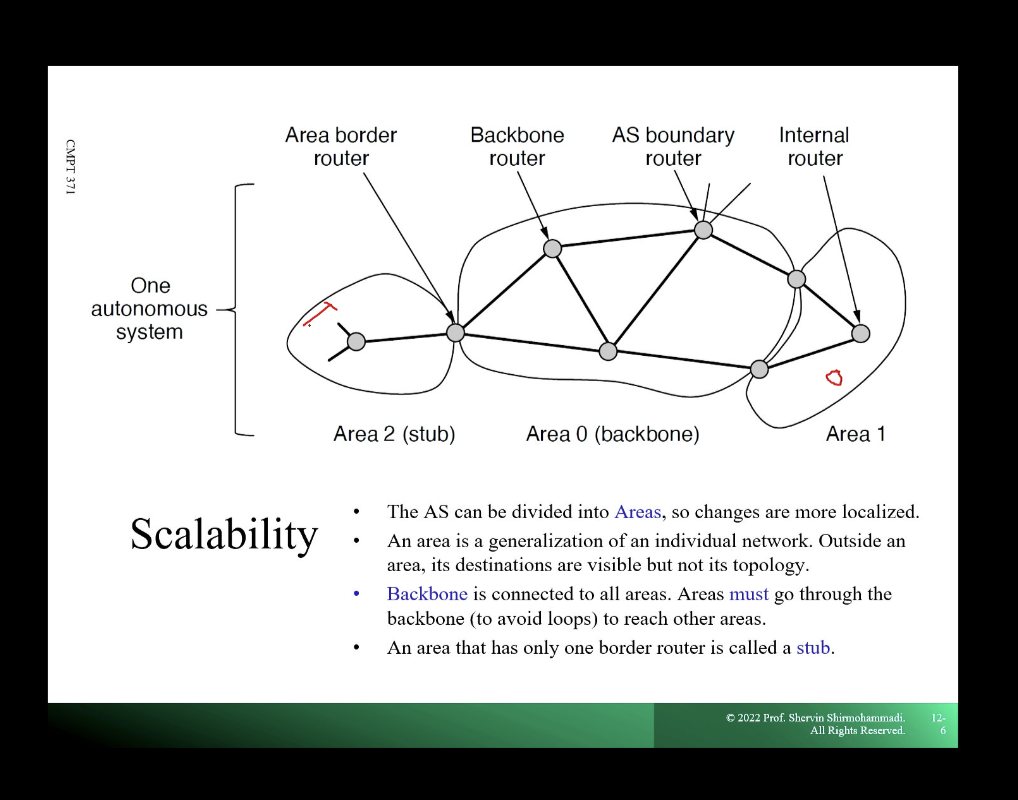 CMPT 371
Area border
router
Backbone
router
AS boundary
router
Internal
router
One
autonomous
system
Area 2 (stub)
Area 0 (backbone)
Area 1
Scalability
• The AS can be divided into Areas, so changes are more localized.
• An area is a generalization of an individual network. Outside an
area, its destinations are visible but not its topology.
• Backbone is connected to all areas. Areas must go through the
backbone (to avoid loops) to reach other areas.
• An area that has only one border router is called a stub.
© 2022 Prof. Shervin Shirmohammadi.
All Rights Reserved.
12-
6